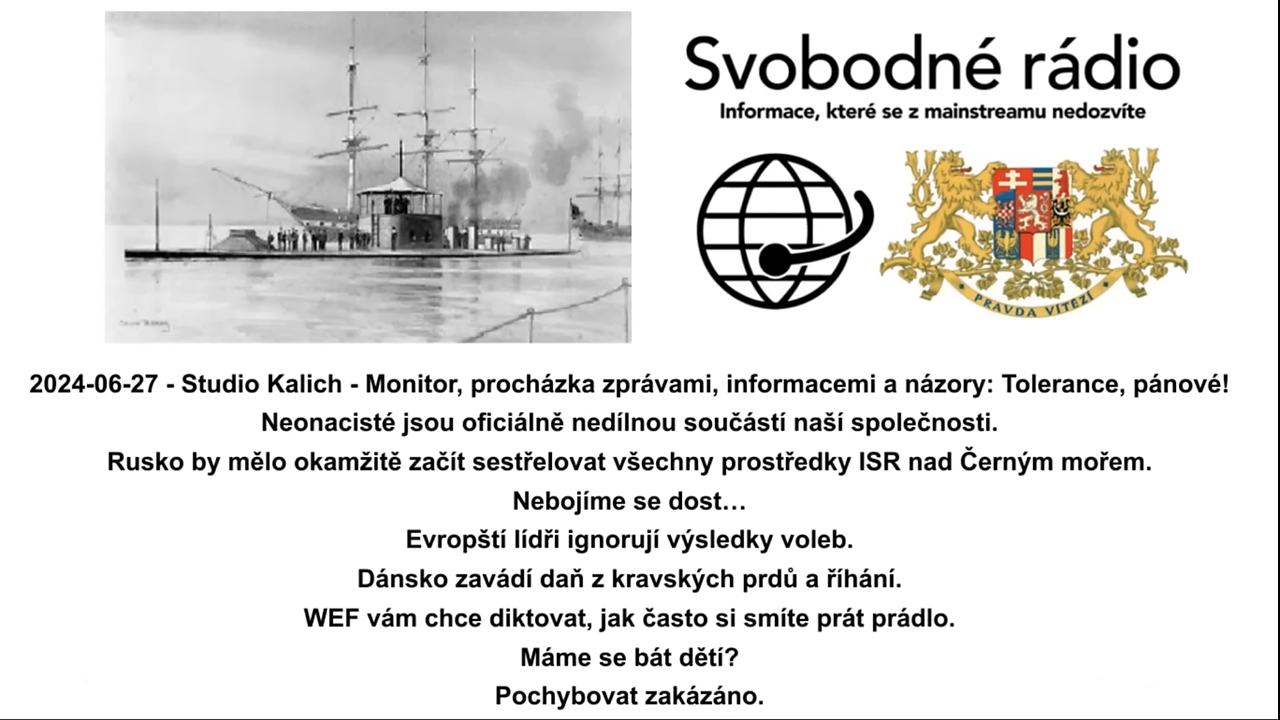 Svobodné rádio
Informace, které se z mainstreamu nedozvíte
PRAVDA VÍTĚZÍ
2024-06-27 - Studio Kalich - Monitor, procházka zprávami, informacemi a názory: Tolerance, pánové!
Neonacisté jsou oficiálně nedílnou součástí naší společnosti.
Rusko by mělo okamžitě začít sestřelovat všechny prostředky ISR nad Černým mořem.
Nebojíme se dost…
Evropští lídři ignorují výsledky voleb.
Dánsko zavádí daň z kravských prdů a říhání.
WEF vám chce diktovat, jak často si smíte prát prádlo.
Máme se bát dětí?
Pochybovat zakázáno.